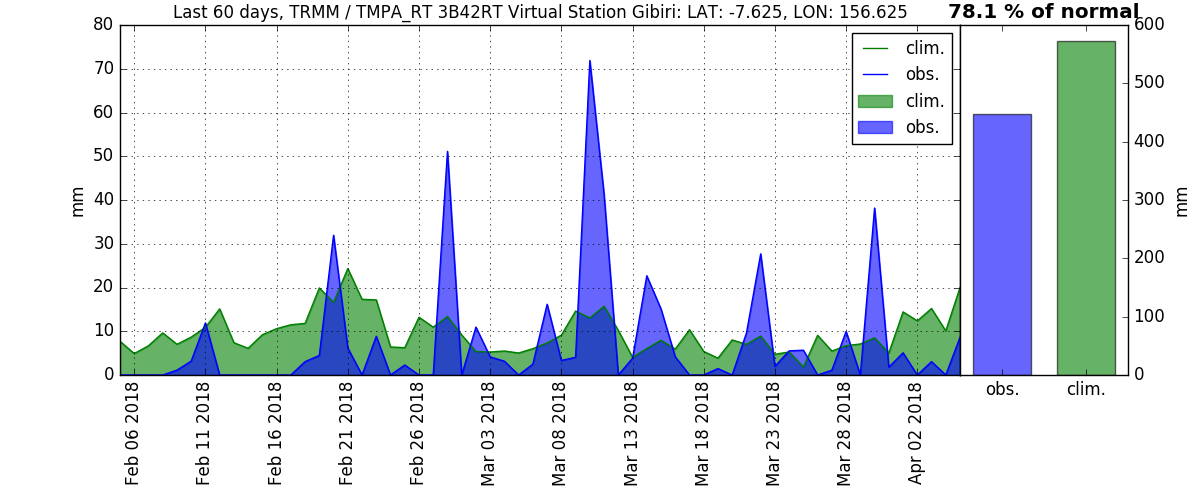 Last 60 days, TRMM / TMPA_RT 3B42RT Virtual Station Gibiri: LAT: -7.625, LON: 156.625
78.1 % of normal
80
70
60
50
40
30
20
10
0
mm
clim.
obs.
clim.
obs.
600
500
400
300
200
100
0
mm
obs.
clim.
Feb 06 2018
Feb 11 2018
Feb 16 2018
Feb 21 2018
Feb 26 2018
Mar 03 2018
Mar 08 2018
Mar 13 2018
Mar 18 2018
Mar 23 2018
Mar 28 2018
Apr 02 2018